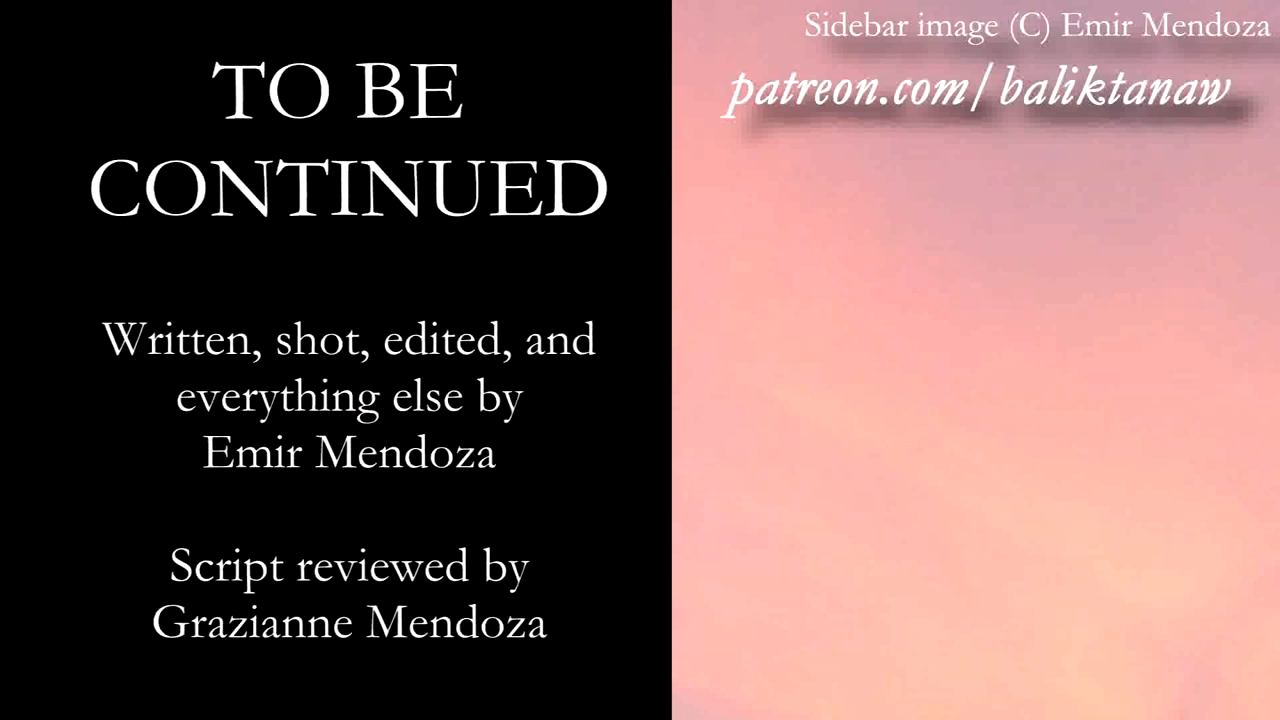 TO BE
CONTINUED
Written, shot, edited, and
everything else by
Emir Mendoza
Script reviewed by
Grazianne Mendoza
Sidebar image (C) Emir Mendoza
patreon.com/baliktanaw